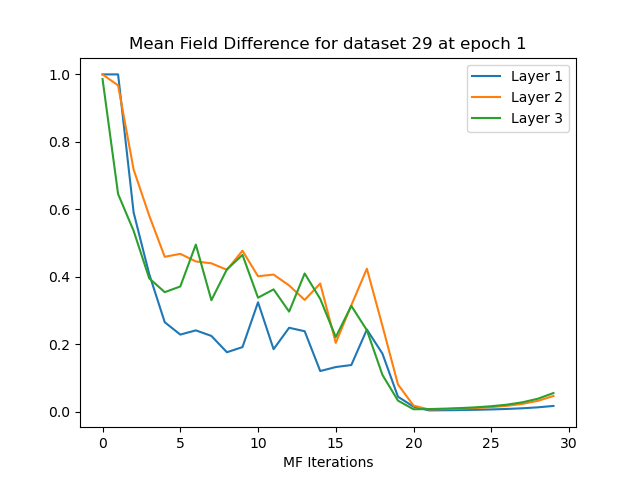 Mean Field Difference for dataset 29 at epoch 1
Layer 1
Layer 2
Layer 3
1.0
0.8
0.6
0.4
0.2
0.0
0 5 10 15 20 25 30
MF Iterations